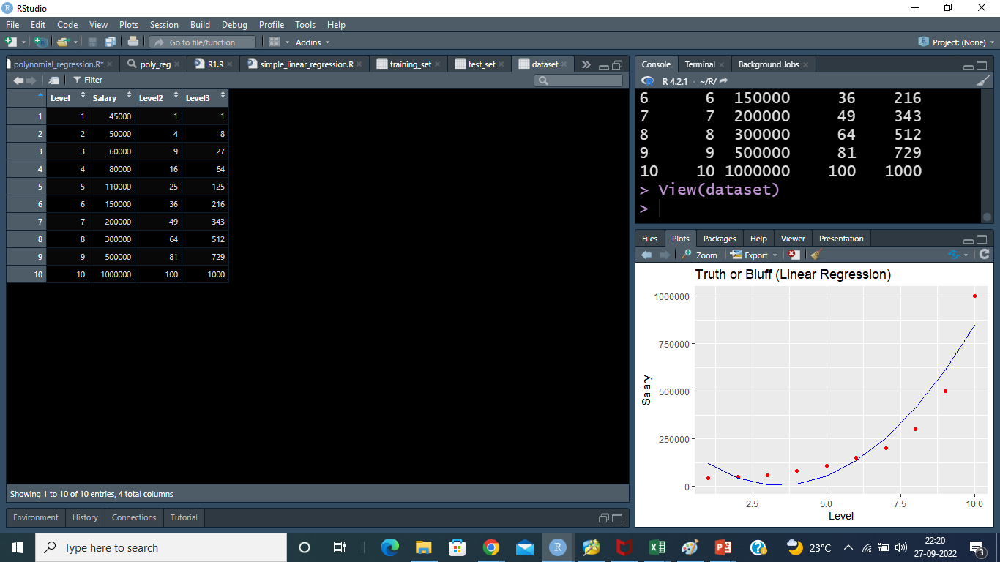 RStudio
File Edit Code View Plots Session Build Debug Profile Tools Help
Go to file/function Addins Project: (None)
polynomial_regression.R* poly_reg R1.R simple_linear_regression.R training_set test_set dataset
Filter
Level Salary Level2 Level3
1 1 45000 1 1
2 2 50000 4 8
3 3 60000 9 27
4 4 80000 16 64
5 5 110000 25 125
6 6 150000 36 216
7 7 200000 49 343
8 8 300000 64 512
9 9 500000 81 729
10 10 1000000 100 1000
Showing 1 to 10 of 10 entries, 4 total columns
Environment History Connections Tutorial
Console Terminal Background Jobs
R 4.2.1 · ~/R/
6 6 150000 36 216
7 7 200000 49 343
8 8 300000 64 512
9 9 500000 81 729
10 10 1000000 100 1000
> View(dataset)
>
Files Plots Packages Help Viewer Presentation
Zoom Export
Truth or Bluff (Linear Regression)
1000000
750000
500000
250000
0
Salary
2.5 5.0 7.5 10.0
Level
Type here to search
23°C
22:20
27-09-2022
3